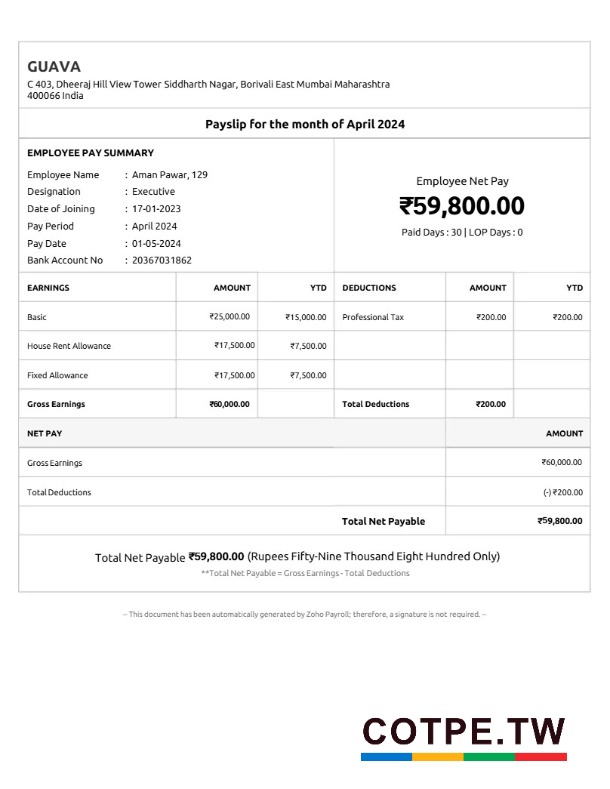 GUAVA
C 403, Dheeraj Hill View Tower Siddharth Nagar, Borivali East Mumbai Maharashtra
400066 India
Payslip for the month of April 2024
EMPLOYEE PAY SUMMARY
Employee Name : Aman Pawar, 129
Designation : Executive
Date of Joining : 17-01-2023
Pay Period : April 2024
Pay Date : 01-05-2024
Bank Account No : 20367031862
Employee Net Pay
₹59,800.00
Paid Days : 30 | LOP Days : 0
EARNINGS AMOUNT YTD DEDUCTIONS AMOUNT YTD
Basic ₹25,000.00 ₹15,000.00 Professional Tax ₹200.00 ₹200.00
House Rent Allowance ₹17,500.00 ₹7,500.00
Fixed Allowance ₹17,500.00 ₹7,500.00
Gross Earnings ₹60,000.00 Total Deductions ₹200.00
NET PAY AMOUNT
Gross Earnings ₹60,000.00
Total Deductions (-) ₹200.00
Total Net Payable ₹59,800.00
Total Net Payable ₹59,800.00 (Rupees Fifty-Nine Thousand Eight Hundred Only)
**Total Net Payable = Gross Earnings - Total Deductions
-- This document has been automatically generated by Zoho Payroll; therefore, a signature is not required. --
COTPE.TW